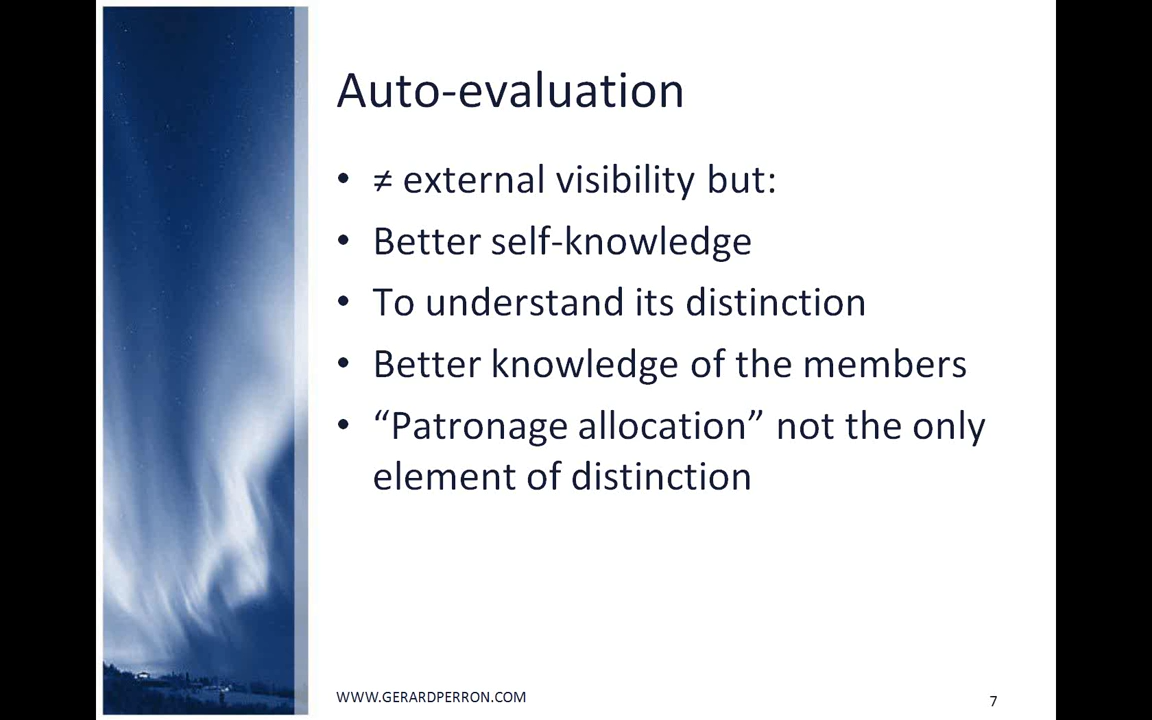 Auto-evaluation
• ≠ external visibility but:
• Better self-knowledge
• To understand its distinction
• Better knowledge of the members
• “Patronage allocation” not the only
element of distinction
WWW.GERARDPERRON.COM
7